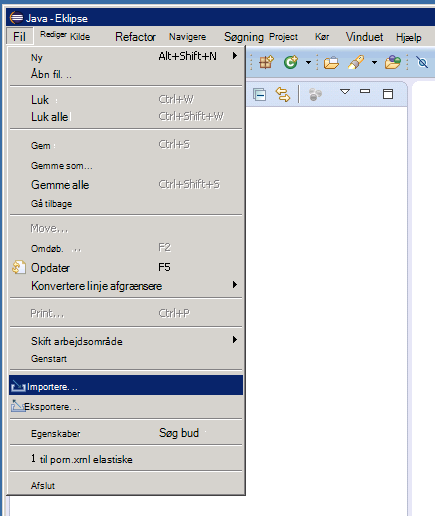 Java - Eklipse
Fil Rediger Kilde Refactor Navigere Søgning Project Kør Vinduet Hjælp
Ny Alt+Shift+N
Åbn fil. ..
Luk Ctrl+W
Luk alle Ctrl+Shift+W
Gem Ctrl+S
Gemme som...
Gemme alle Ctrl+Shift+S
Gå tilbage
Move...
Omdøb. ... F2
Opdater F5
Konvertere linje afgrænsere
Print... Ctrl+P
Skift arbejdsområde
Genstart
Importere. ..
Eksportere. ..
Egenskaber Søg bud
1 til pom.xml elastiske
Afslut